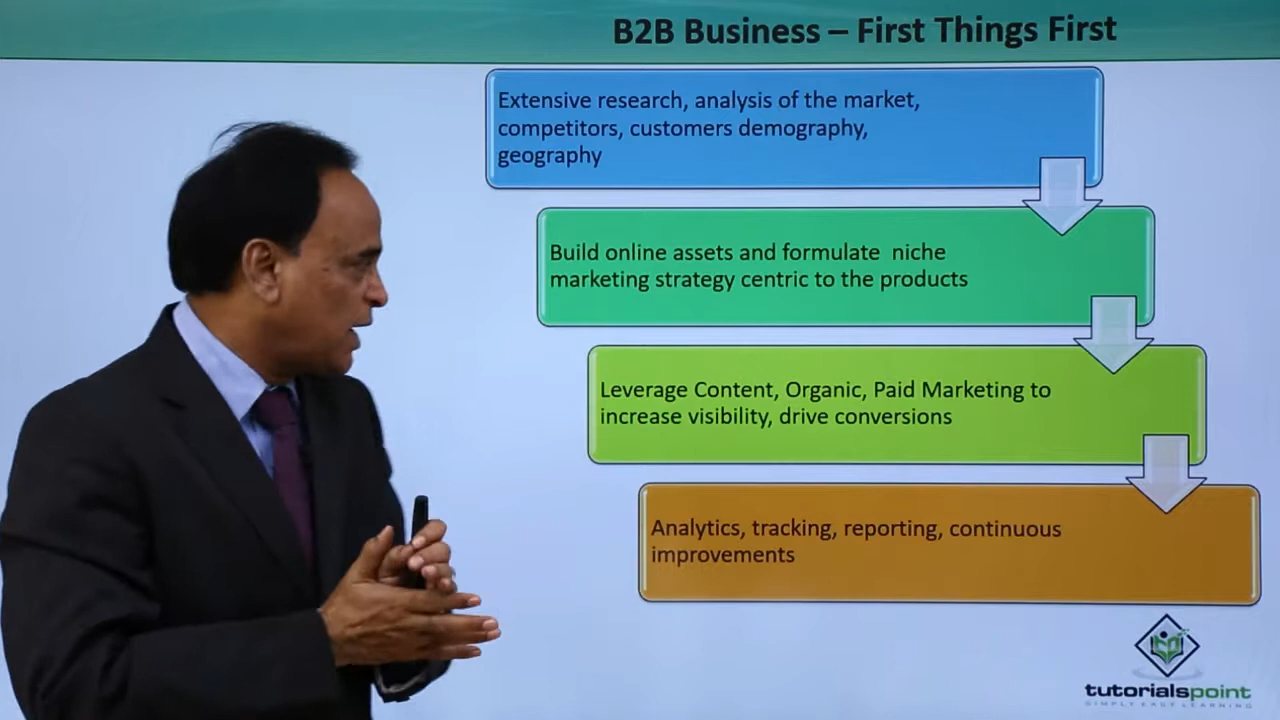 B2B Business – First Things First
Extensive research, analysis of the market,
competitors, customers demography,
geography
Build online assets and formulate niche
marketing strategy centric to the products
Leverage Content, Organic, Paid Marketing to
increase visibility, drive conversions
Analytics, tracking, reporting, continuous
improvements
tutorialspoint
SIMPLY EASY LEARNING